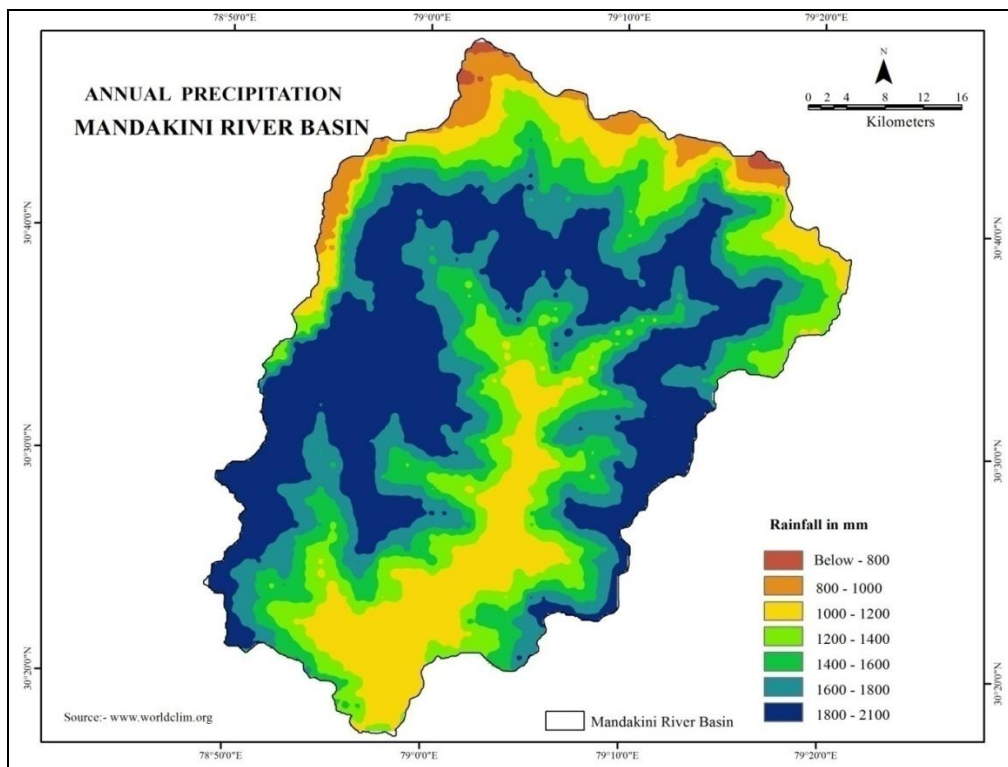 78°50'0"E 79°0'0"E 79°10'0"E 79°20'0"E
ANNUAL PRECIPITATION
MANDAKINI RIVER BASIN
N
0 2 4 8 12 16
Kilometers
30°40'0"N 30°40'0"N
30°30'0"N 30°30'0"N
Rainfall in mm
Below - 800
800 - 1000
1000 - 1200
1200 - 1400
1400 - 1600
1600 - 1800
1800 - 2100
30°20'0"N 30°20'0"N
Source:- www.worldclim.org
Mandakini River Basin
78°50'0"E 79°0'0"E 79°10'0"E 79°20'0"E